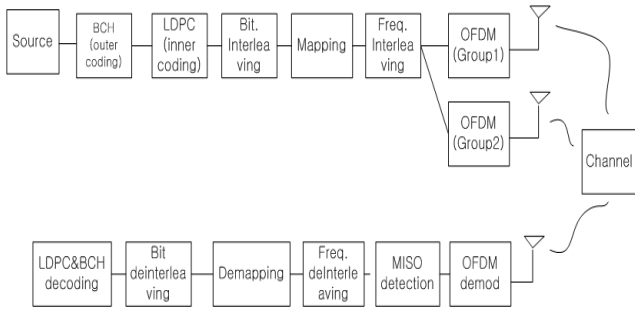 Source
BCH
(outer
coding)
LDPC
(inner
coding)
Bit.
Interlea
ving
Mapping
Freq.
Interlea
ving
OFDM
(Group1)
OFDM
(Group2)
Channel
LDPC&BCH
decoding
Bit
deinterlea
ving
Demapping
Freq.
deInterle
aving
MISO
detection
OFDM
demod